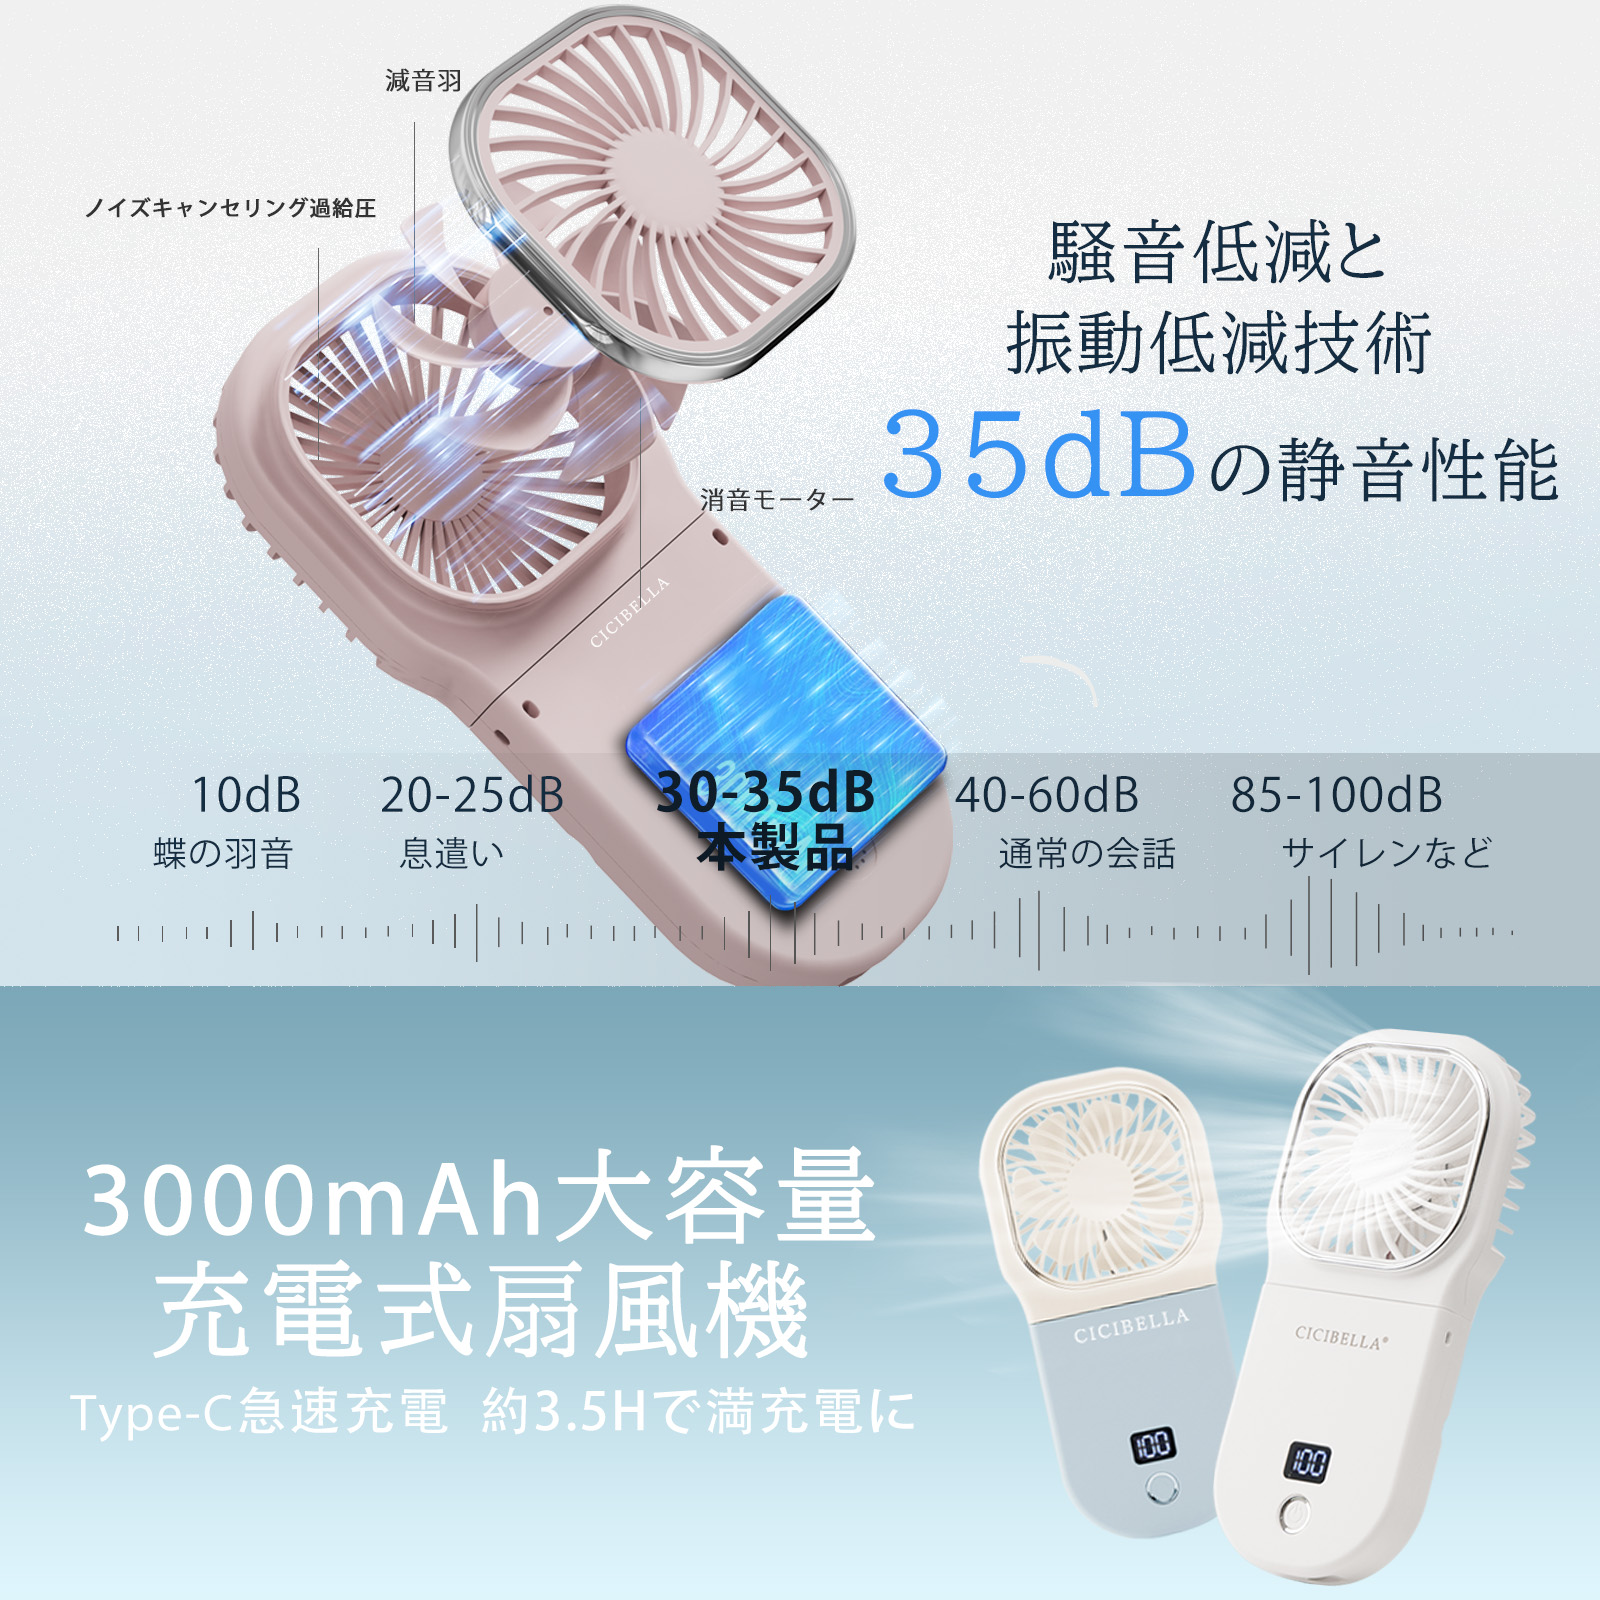 減音羽
ノイズキャンセリング過給圧
騒音低減と
振動低減技術
35dBの静音性能
消音モーター
CICIBELLA
10dB
蝶の羽音
20-25dB
息遣い
30-35dB
本製品
40-60dB
通常の会話
85-100dB
サイレンなど
3000mAh大容量
充電式扇風機
Type-C急速充電 約3.5Hで満充電に
CICIBELLA
100
CICIBELLA®
100